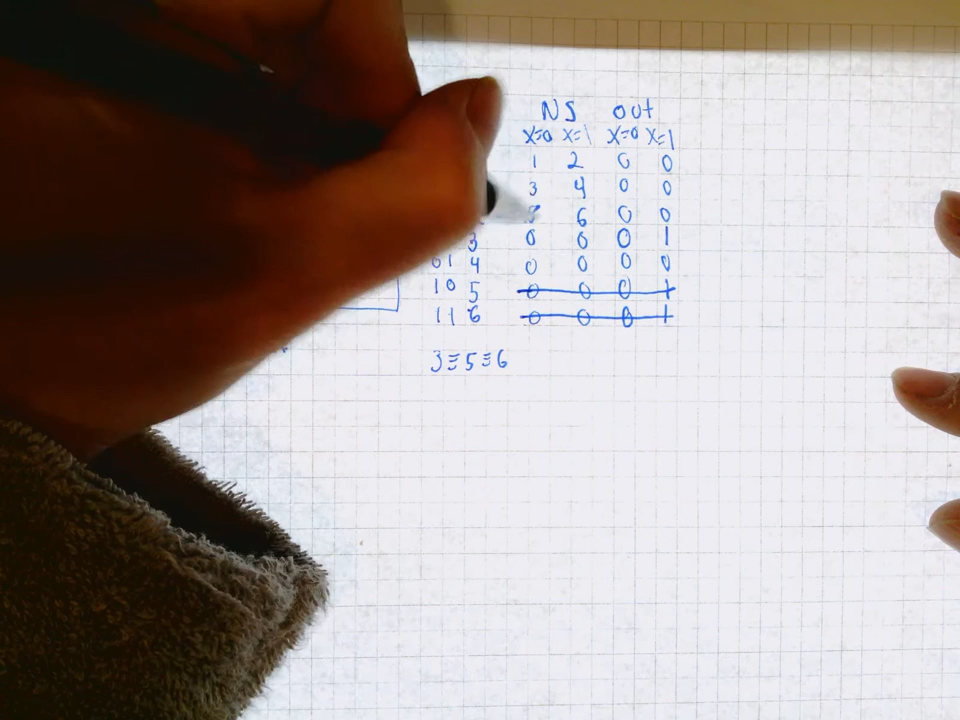 NS out
x=0 x=1 x=0 x=1
1 2 0 0
3 4 0 0
6 0 0
3 0 0 0 1
01 4 0 0 0 0
10 5 0 0 0 1
11 6 0 0 0 1
3≡5≡6